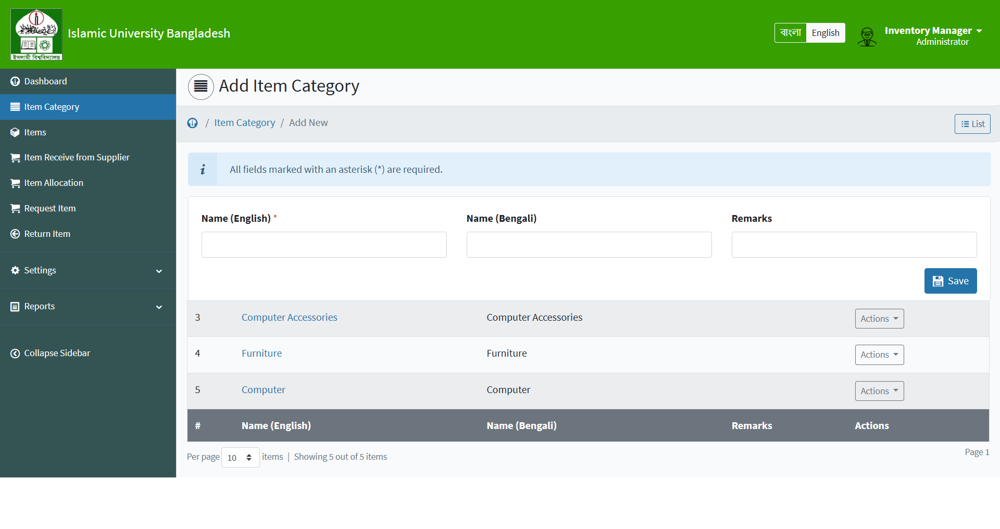 ইসলামী বিশ্ববিদ্যালয়
Islamic University Bangladesh
বাংলা English
Inventory Manager
Administrator
Dashboard
Item Category
Items
Item Receive from Supplier
Item Allocation
Request Item
Return Item
Settings
Reports
Collapse Sidebar
Add Item Category
/ Item Category / Add New
List
i All fields marked with an asterisk (*) are required.
Name (English) * Name (Bengali) Remarks
Save
3 Computer Accessories Computer Accessories Actions
4 Furniture Furniture Actions
5 Computer Computer Actions
# Name (English) Name (Bengali) Remarks Actions
Per page 10 items | Showing 5 out of 5 items Page 1